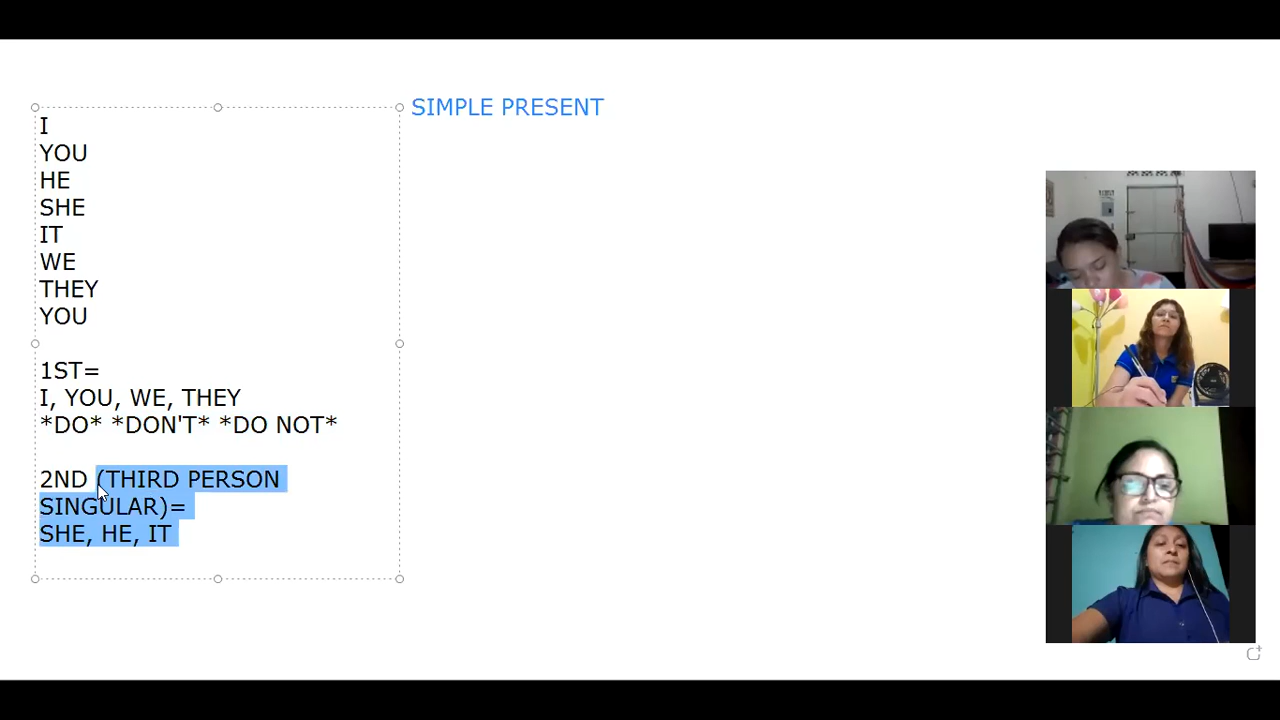 SIMPLE PRESENT
I
YOU
HE
SHE
IT
WE
THEY
YOU
1ST=
I, YOU, WE, THEY
*DO* *DON'T* *DO NOT*
2ND (THIRD PERSON
SINGULAR)=
SHE, HE, IT